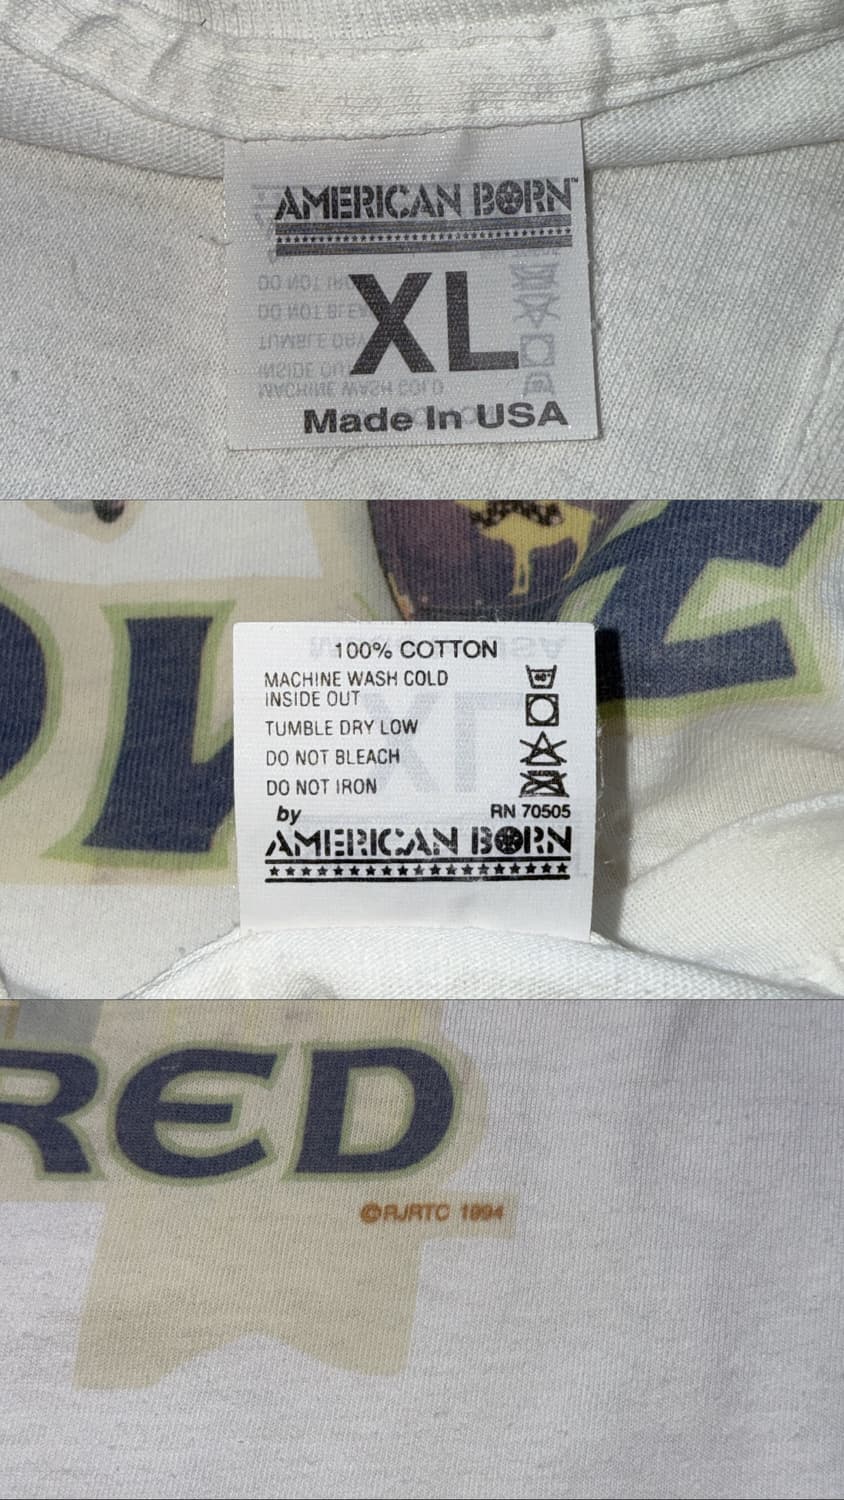 AMERICAN BORN™
XL
Made In USA
100% COTTON
MACHINE WASH COLD
INSIDE OUT
TUMBLE DRY LOW
DO NOT BLEACH
DO NOT IRON
by
RN 70505
AMERICAN BORN
RED
©RJRTC 1994